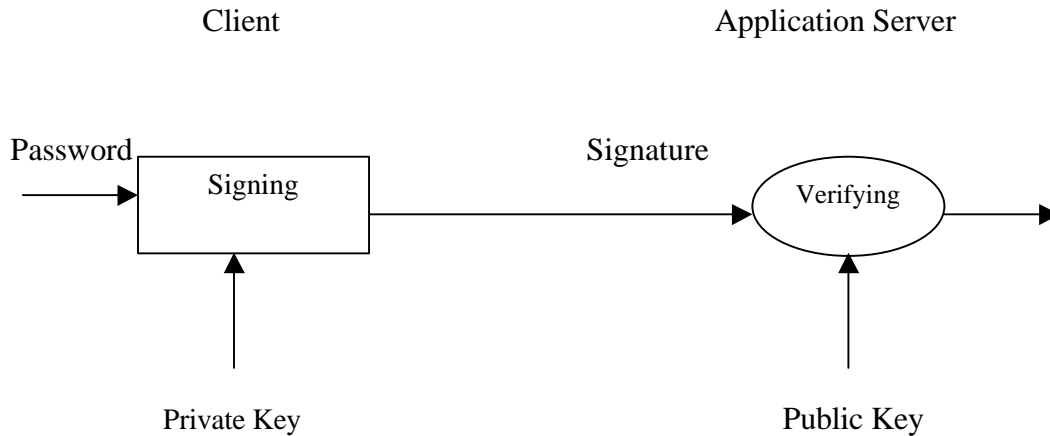 Client
Application Server
Password
Signature
Signing
Verifying
Private Key
Public Key